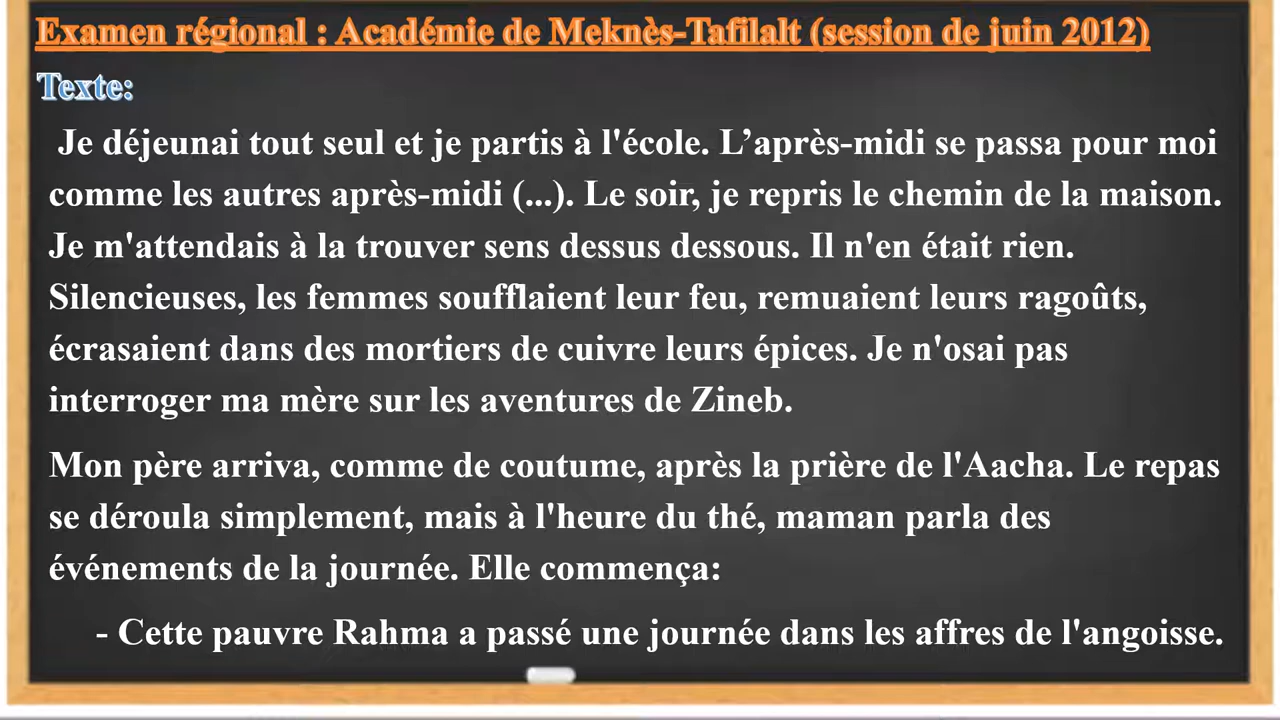 Examen régional : Académie de Meknès-Tafilalt (session de juin 2012)
Texte:
Je déjeunai tout seul et je partis à l'école. L’après-midi se passa pour moi
comme les autres après-midi (...). Le soir, je repris le chemin de la maison.
Je m'attendais à la trouver sens dessus dessous. Il n'en était rien.
Silencieuses, les femmes soufflaient leur feu, remuaient leurs ragoûts,
écrasaient dans des mortiers de cuivre leurs épices. Je n'osai pas
interroger ma mère sur les aventures de Zineb.
Mon père arriva, comme de coutume, après la prière de l'Aacha. Le repas
se déroula simplement, mais à l'heure du thé, maman parla des
événements de la journée. Elle commença:
- Cette pauvre Rahma a passé une journée dans les affres de l'angoisse.